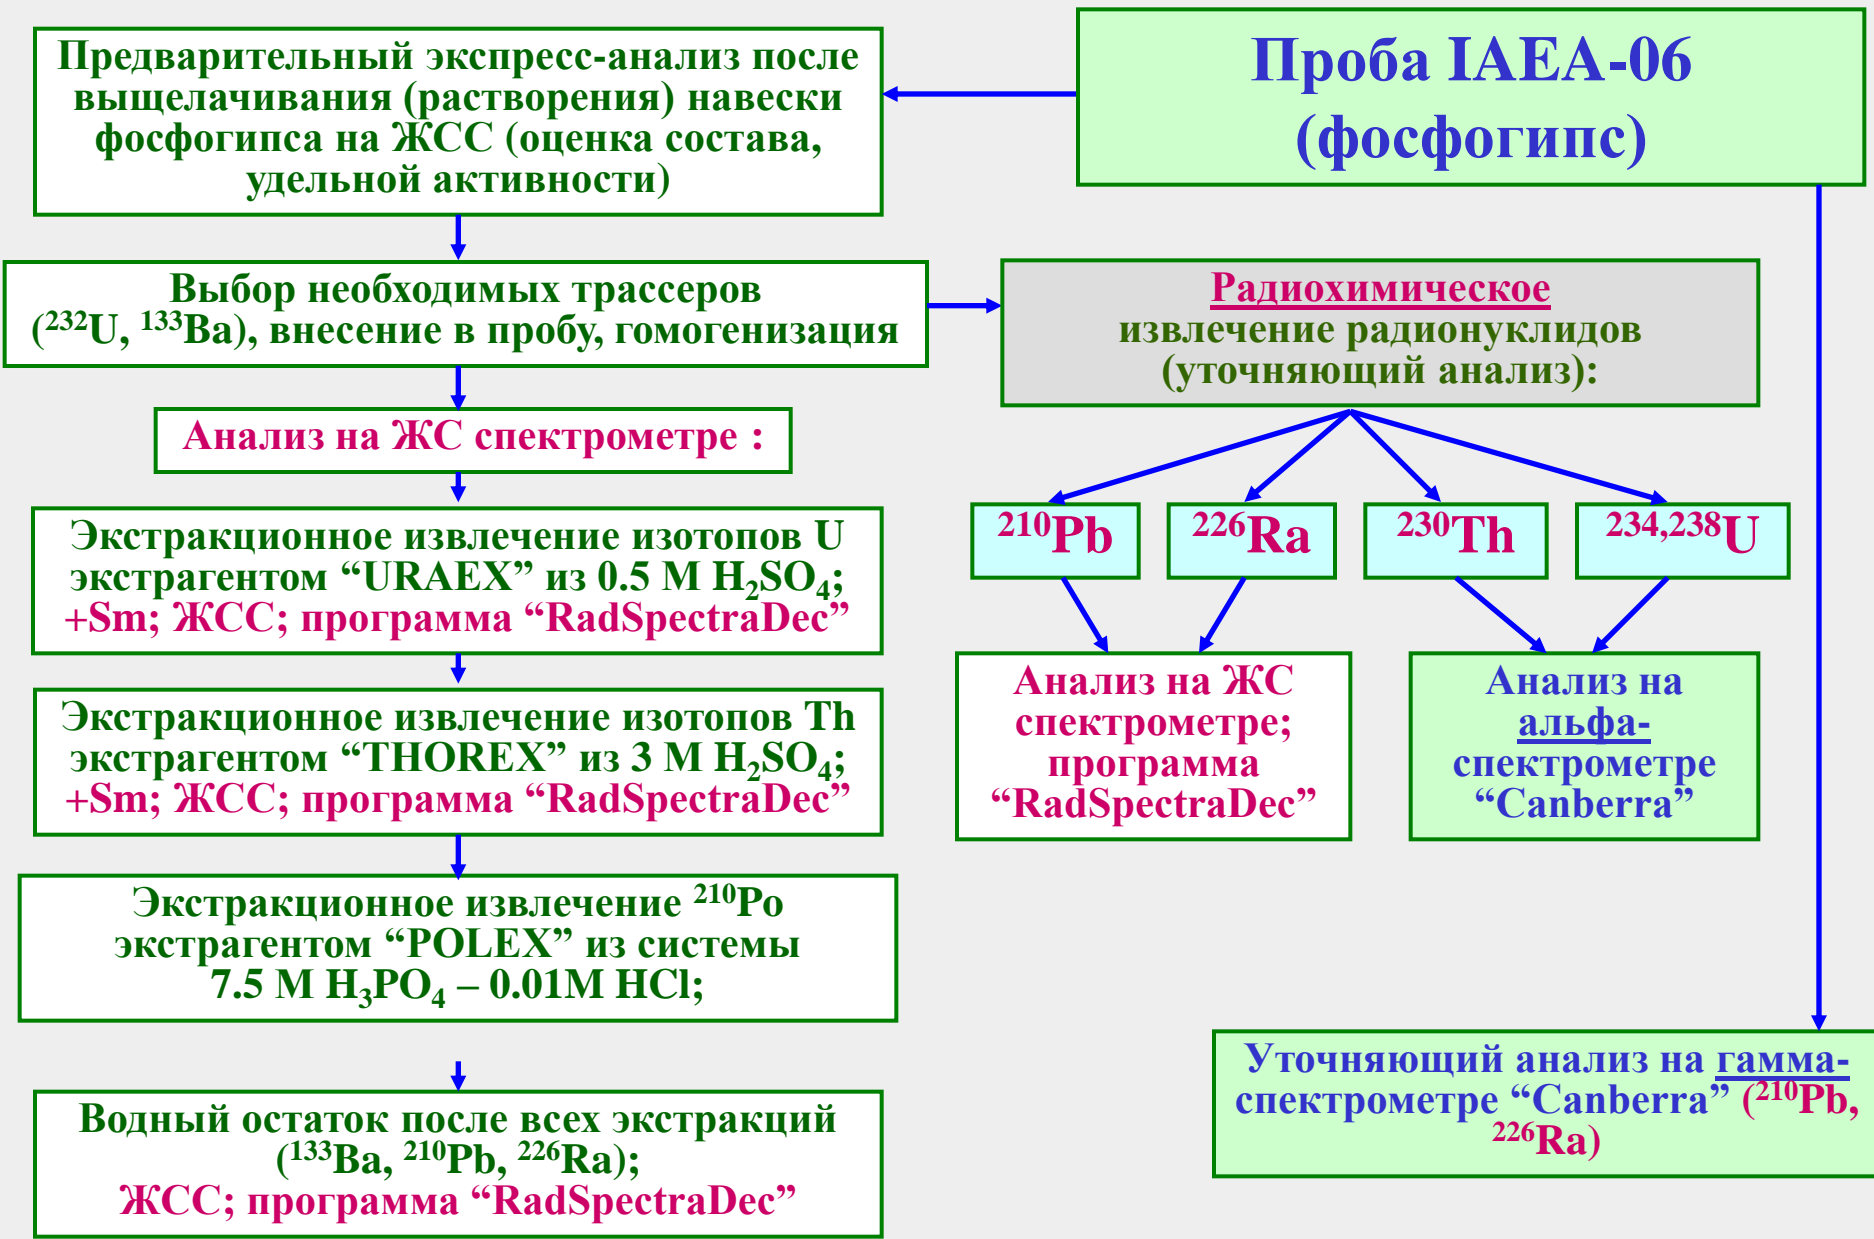 Проба IAEA-06
(фосфогипс)
Предварительный экспресс-анализ после
выщелачивания (растворения) навески
фосфогипса на ЖСС (оценка состава,
удельной активности)
Выбор необходимых трассеров
(²³²U, ¹³³Ba), внесение в пробу, гомогенизация
Анализ на ЖС спектрометре :
Экстракционное извлечение изотопов U
экстрагентом “URAEX” из 0.5 M H₂SO₄;
+Sm; ЖСС; программа “RadSpectraDec”
Экстракционное извлечение изотопов Th
экстрагентом “THOREX” из 3 M H₂SO₄;
+Sm; ЖСС; программа “RadSpectraDec”
Экстракционное извлечение ²¹⁰Po
экстрагентом “POLEX” из системы
7.5 M H₃PO₄ – 0.01M HCl;
Водный остаток после всех экстракций
(¹³³Ba, ²¹⁰Pb, ²²⁶Ra);
ЖСС; программа “RadSpectraDec”
Радиохимическое
извлечение радионуклидов
(уточняющий анализ):
²¹⁰Pb
²²⁶Ra
²³⁰Th
²³⁴,²³⁸U
Анализ на ЖС
спектрометре;
программа
“RadSpectraDec”
Анализ на
альфа-
спектрометре
“Canberra”
Уточняющий анализ на гамма-
спектрометре “Canberra” (²¹⁰Pb,
²²⁶Ra)